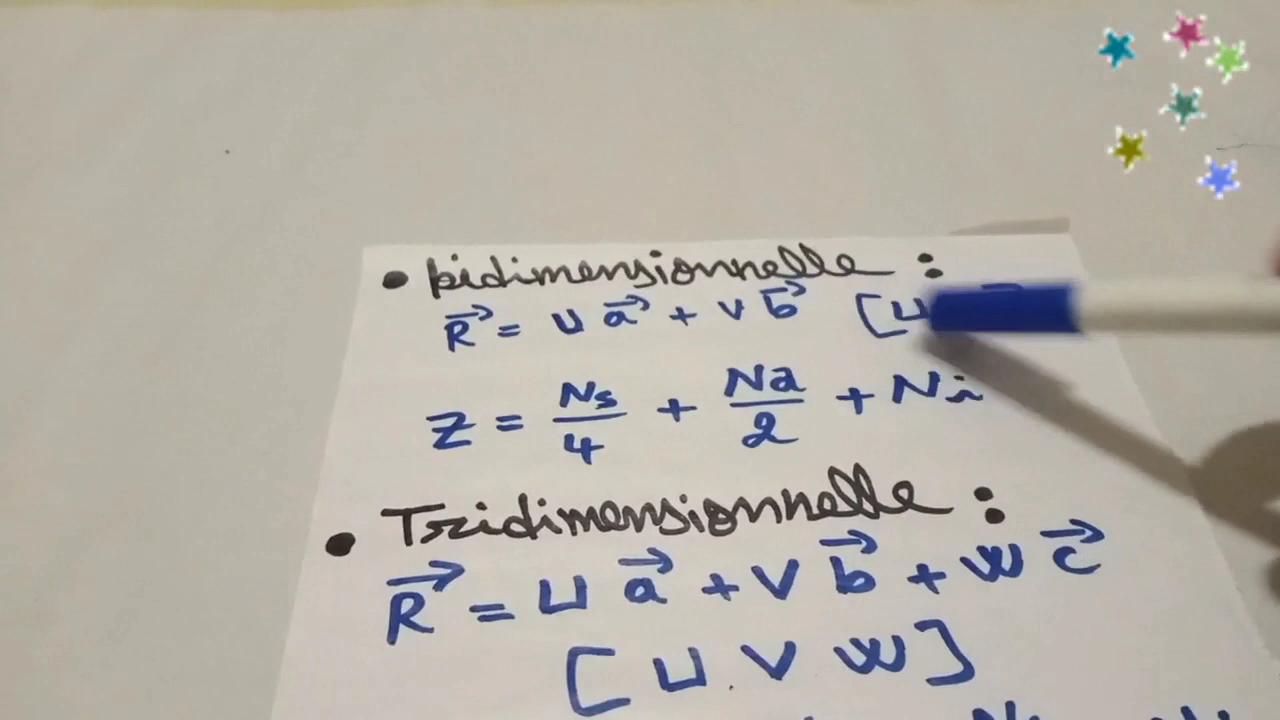 • bidimensionnelle :
R⃗ = u a⃗ + v b⃗ [u
Z = Ns/4 + Na/2 + Ni
• Tridimensionnelle :
R⃗ = u a⃗ + v b⃗ + w c⃗
[ u v w ]